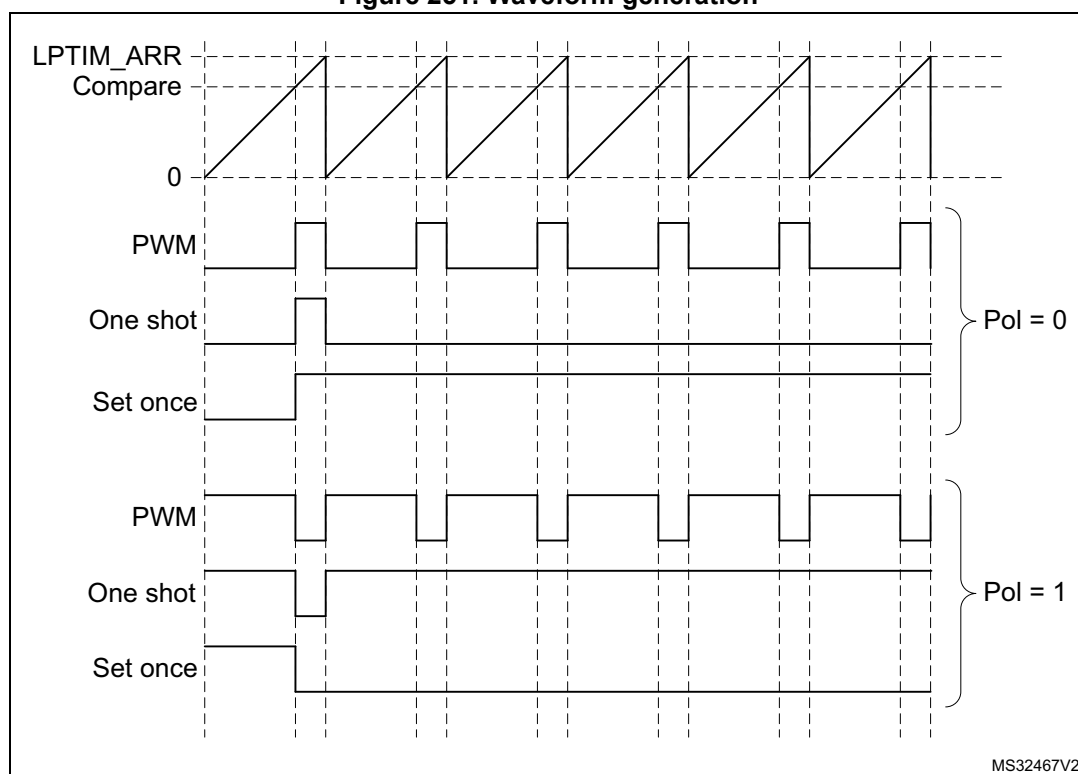 Figure 231. Waveform generation
LPTIM_ARR
Compare
0
PWM
One shot
Set once
Pol = 0
PWM
One shot
Set once
Pol = 1
MS32467V2